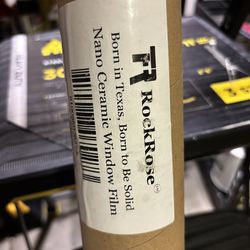 RockRose
Born in Texas, Born to Be Solid
Nano Ceramic Window Film